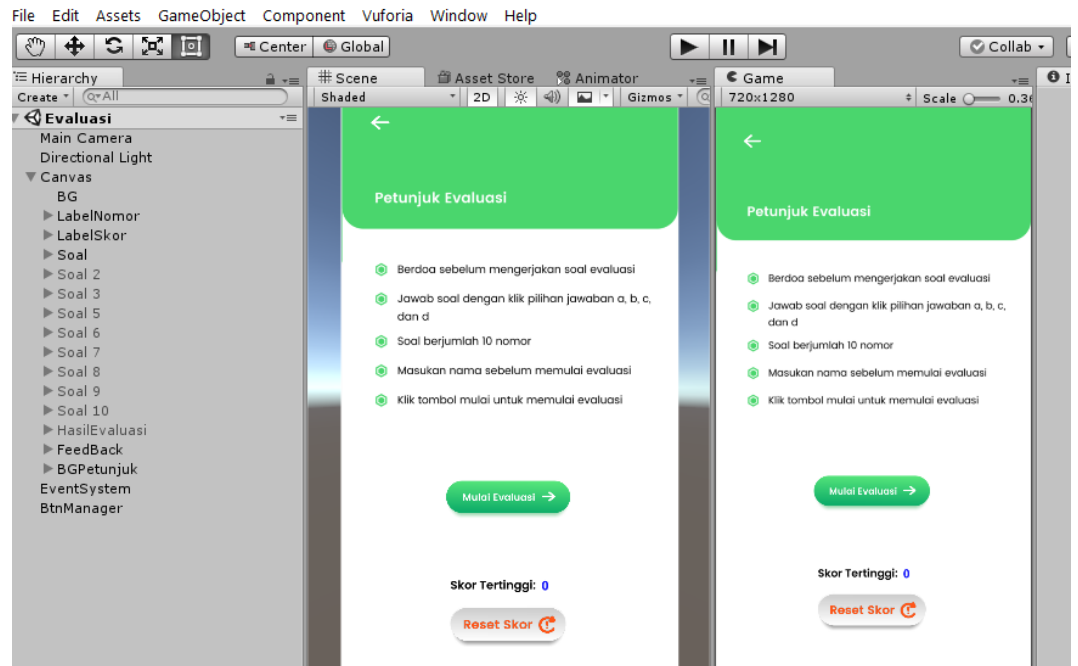 File Edit Assets GameObject Component Vuforia Window Help
Center Global Collab
Hierarchy
Create All
Evaluasi
Main Camera
Directional Light
Canvas
BG
LabelNomor
LabelSkor
Soal
Soal 2
Soal 3
Soal 5
Soal 6
Soal 7
Soal 8
Soal 9
Soal 10
HasilEvaluasi
FeedBack
BGPetunjuk
EventSystem
BtnManager
Scene Asset Store Animator
Shaded 2D Gizmos
Petunjuk Evaluasi
Berdoa sebelum mengerjakan soal evaluasi
Jawab soal dengan klik pilihan jawaban a, b, c,
dan d
Soal berjumlah 10 nomor
Masukan nama sebelum memulai evaluasi
Klik tombol mulai untuk memulai evaluasi
Mulai Evaluasi
Skor Tertinggi: 0
Reset Skor
Game
720x1280 Scale
Petunjuk Evaluasi
Berdoa sebelum mengerjakan soal evaluasi
Jawab soal dengan klik pilihan jawaban a, b, c,
dan d
Soal berjumlah 10 nomor
Masukan nama sebelum memulai evaluasi
Klik tombol mulai untuk memulai evaluasi
Mulai Evaluasi
Skor Tertinggi: 0
Reset Skor